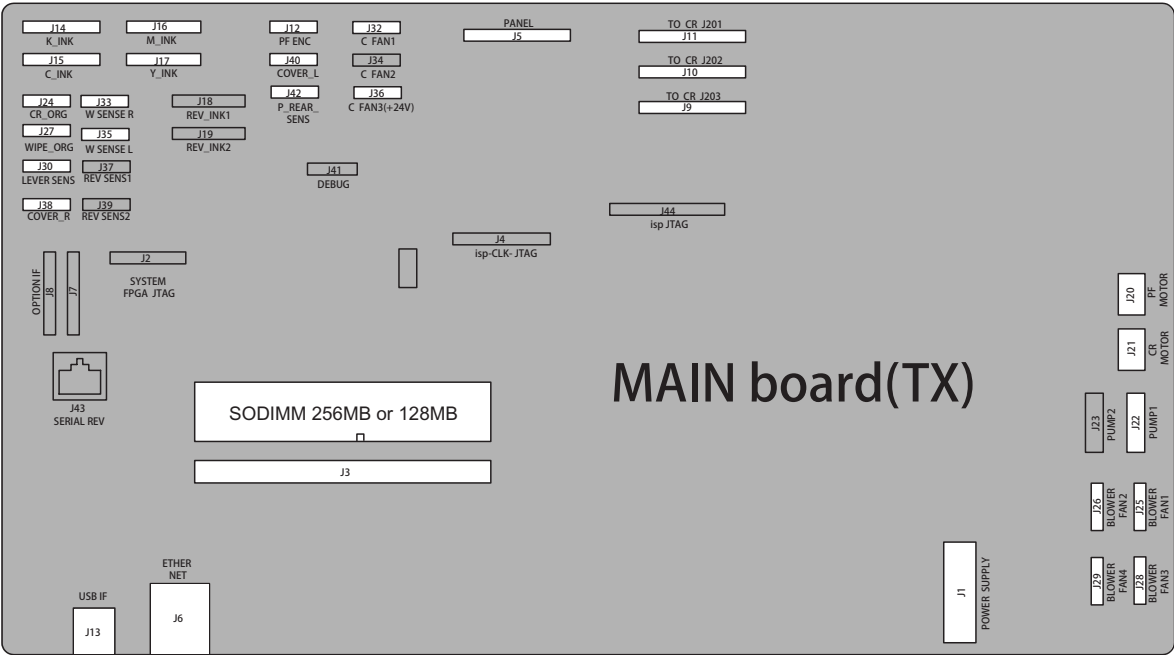 J14
K_INK
J16
M_INK
J12
PF ENC
J32
C FAN1
PANEL
J5
TO CR J201
J11
J15
C_INK
J17
Y_INK
J40
COVER_L
J34
C FAN2
TO CR J202
J10
J24
CR_ORG
J33
W SENSE R
J18
REV_INK1
J42
P_REAR_
SENS
J36
C FAN3(+24V)
TO CR J203
J9
J27
WIPE_ORG
J35
W SENSE L
J19
REV_INK2
J30
LEVER SENS
J37
REV SENS1
J41
DEBUG
J38
COVER_R
J39
REV SENS2
J44
isp JTAG
J4
isp-CLK- JTAG
J2
SYSTEM
FPGA JTAG
OPTION IF
J8
J7
J20
PF
MOTOR
J21
CR
MOTOR
J43
SERIAL REV
MAIN board(TX)
SODIMM 256MB or 128MB
J3
J23
PUMP2
J22
PUMP1
J26
BLOWER
FAN2
J25
BLOWER
FAN1
J29
BLOWER
FAN4
J28
BLOWER
FAN3
J1
POWER SUPPLY
ETHER
NET
J6
USB IF
J13